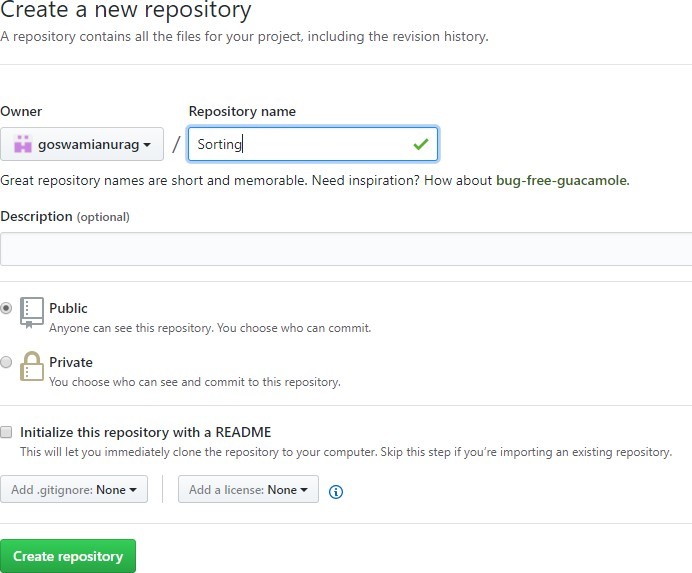 Create a new repository
A repository contains all the files for your project, including the revision history.
Owner
Repository name
goswamianurag / Sorting
Great repository names are short and memorable. Need inspiration? How about bug-free-guacamole.
Description (optional)
Public
Anyone can see this repository. You choose who can commit.
Private
You choose who can see and commit to this repository.
Initialize this repository with a README
This will let you immediately clone the repository to your computer. Skip this step if you’re importing an existing repository.
Add .gitignore: None
Add a license: None
Create repository